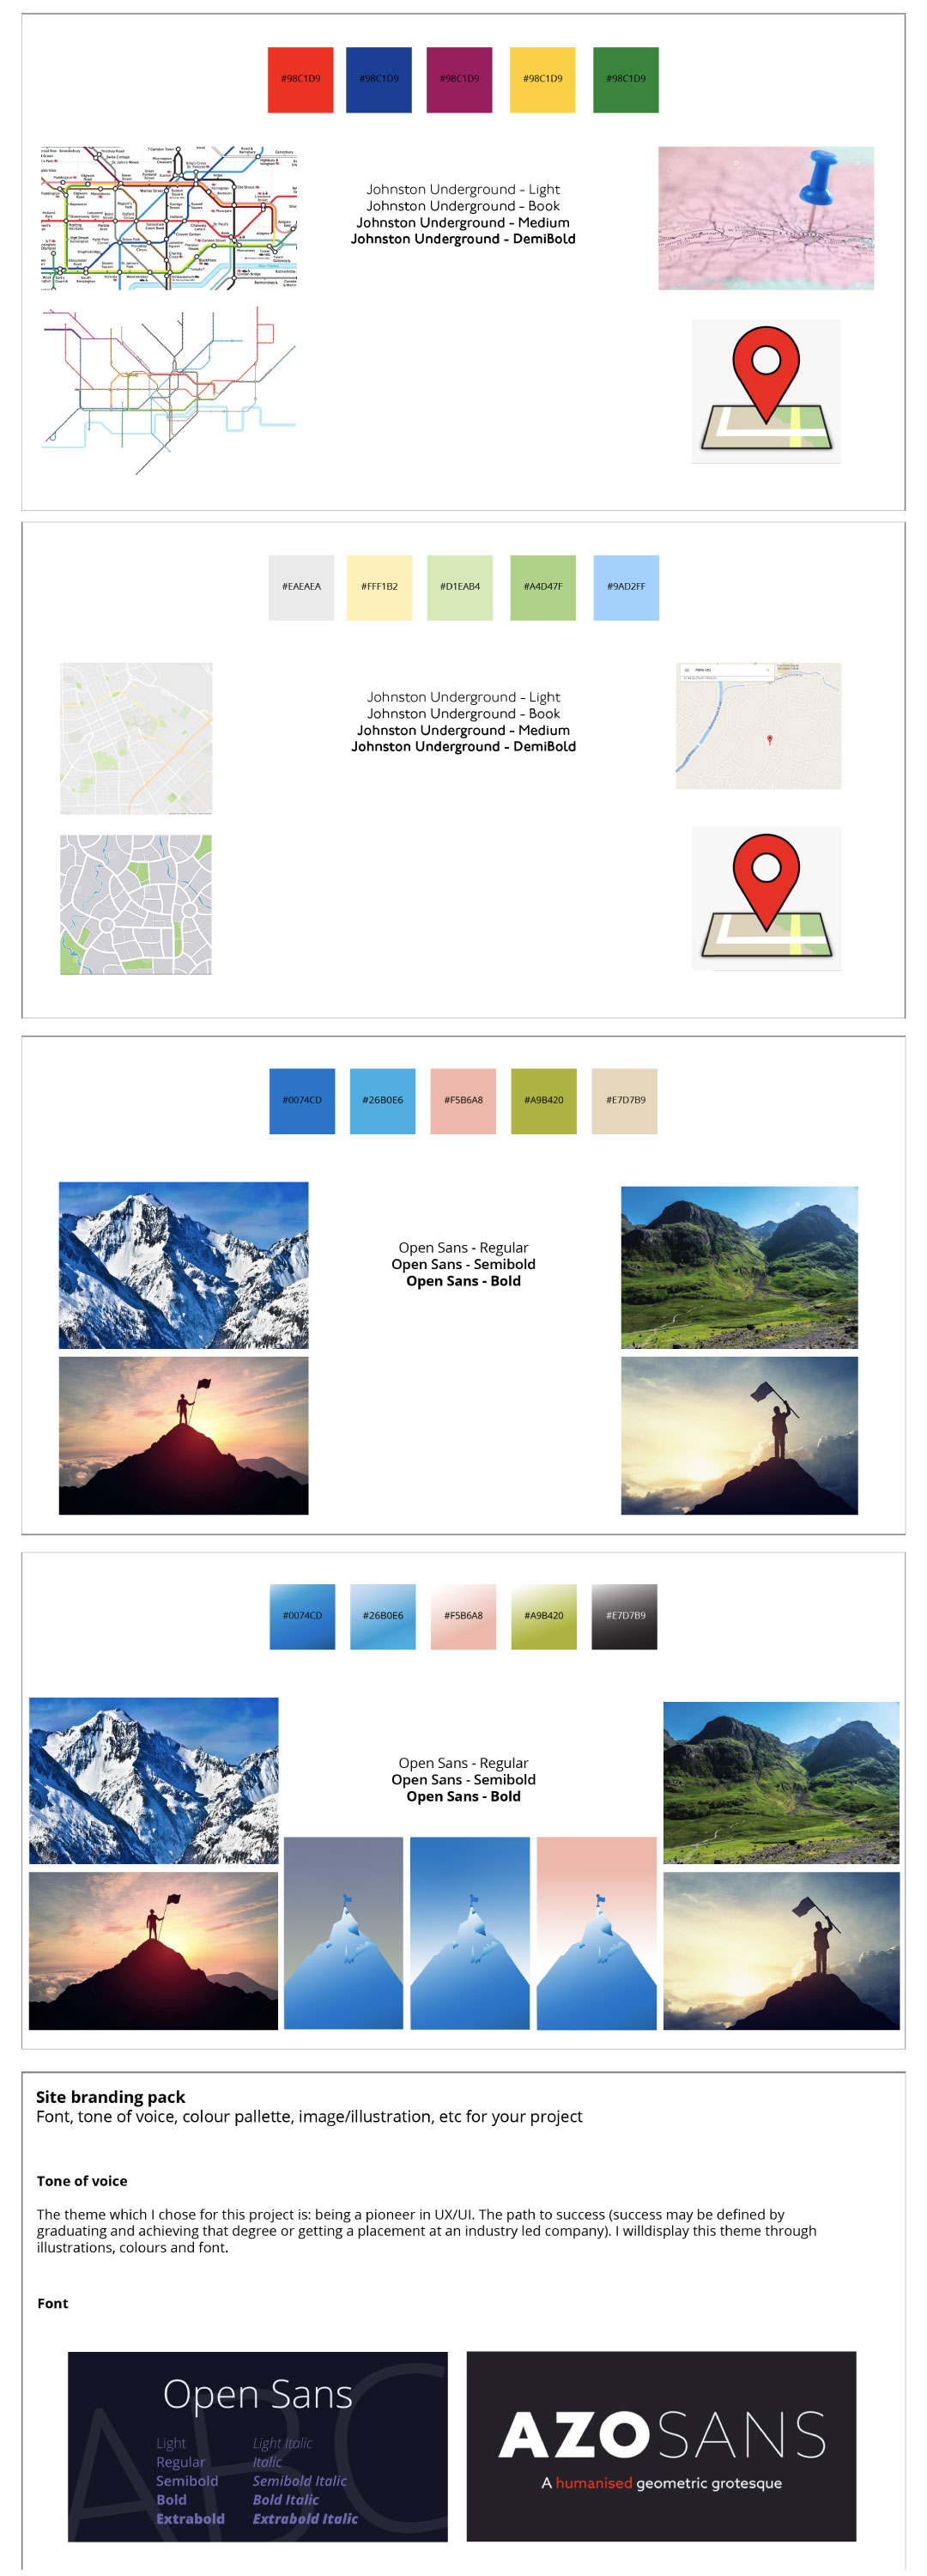 #98C1D9 #98C1D9 #98C1D9 #98C1D9 #98C1D9
Johnston Underground - Light
Johnston Underground - Book
Johnston Underground - Medium
Johnston Underground - DemiBold
#EAEAEA #FFF1B2 #D1EAB4 #A4D47F #9AD2FF
Johnston Underground - Light
Johnston Underground - Book
Johnston Underground - Medium
Johnston Underground - DemiBold
#0074CD #26B0E6 #F5B6A8 #A9B420 #E7D7B9
Open Sans - Regular
Open Sans - Semibold
Open Sans - Bold
#0074CD #26B0E6 #F5B6A8 #A9B420 #E7D7B9
Open Sans - Regular
Open Sans - Semibold
Open Sans - Bold
Site branding pack
Font, tone of voice, colour pallette, image/illustration, etc for your project
Tone of voice
The theme which I chose for this project is: being a pioneer in UX/UI. The path to success (success may be defined by
graduating and achieving that degree or getting a placement at an industry led company). I willdisplay this theme through
illustrations, colours and font.
Font
ABC
Open Sans
Light Light Italic
Regular Italic
Semibold Semibold Italic
Bold Bold Italic
Extrabold Extrabold Italic
AZOSANS
A humanised geometric grotesque